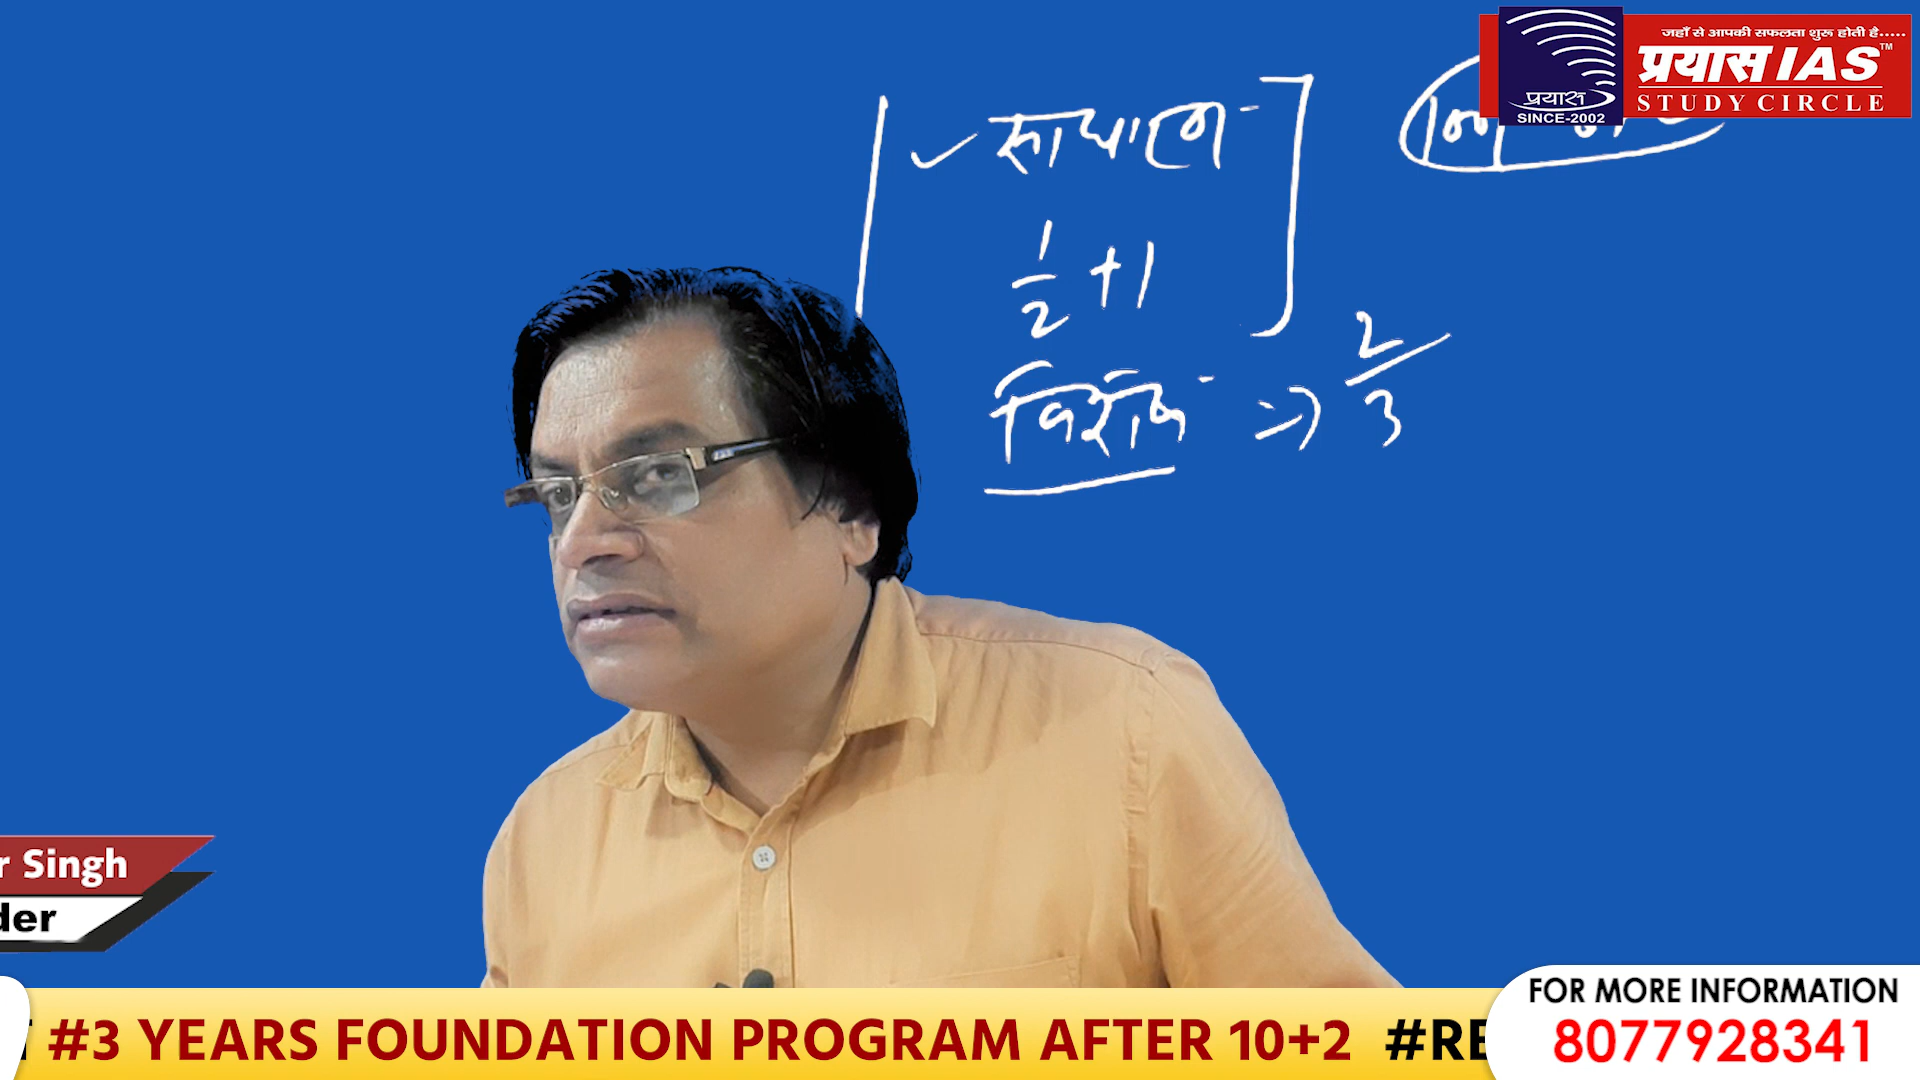 जहाँ से आपकी सफलता शुरू होती है.....
प्रयास IAS™
STUDY CIRCLE
प्रयास
SINCE-2002
साधारण
1/2 + 1
विशेष => 2/3
r Singh
der
#3 YEARS FOUNDATION PROGRAM AFTER 10+2 #RE
FOR MORE INFORMATION
8077928341